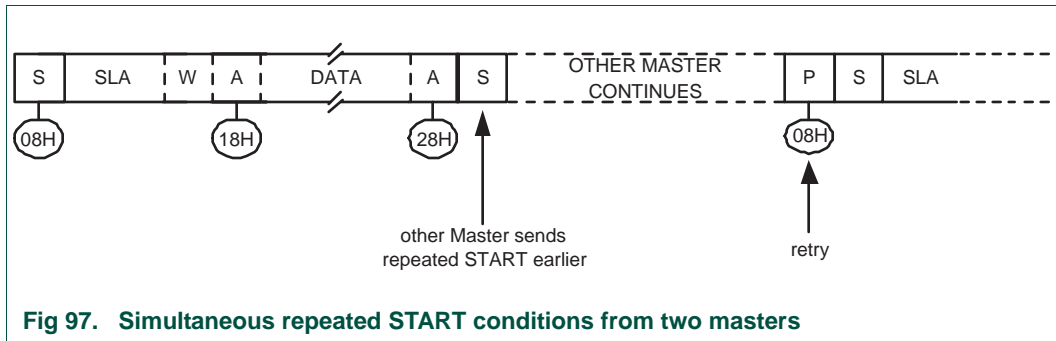 S SLA W A DATA A S OTHER MASTER CONTINUES P S SLA
08H 18H 28H 08H
other Master sends
repeated START earlier
retry
Fig 97. Simultaneous repeated START conditions from two masters